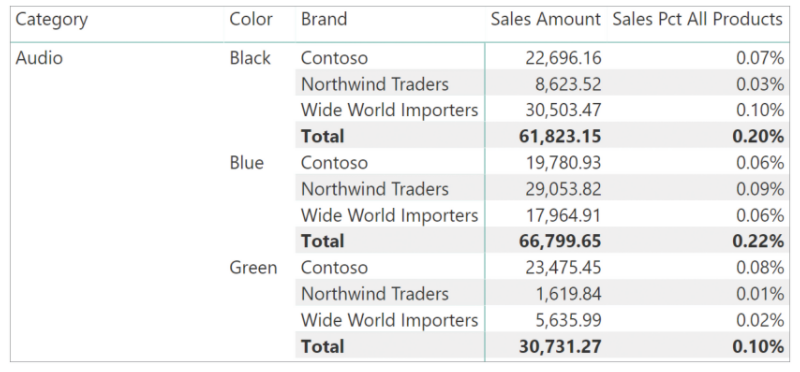 Category Color Brand Sales Amount Sales Pct All Products
Audio Black Contoso 22,696.16 0.07%
Northwind Traders 8,623.52 0.03%
Wide World Importers 30,503.47 0.10%
Total 61,823.15 0.20%
Blue Contoso 19,780.93 0.06%
Northwind Traders 29,053.82 0.09%
Wide World Importers 17,964.91 0.06%
Total 66,799.65 0.22%
Green Contoso 23,475.45 0.08%
Northwind Traders 1,619.84 0.01%
Wide World Importers 5,635.99 0.02%
Total 30,731.27 0.10%